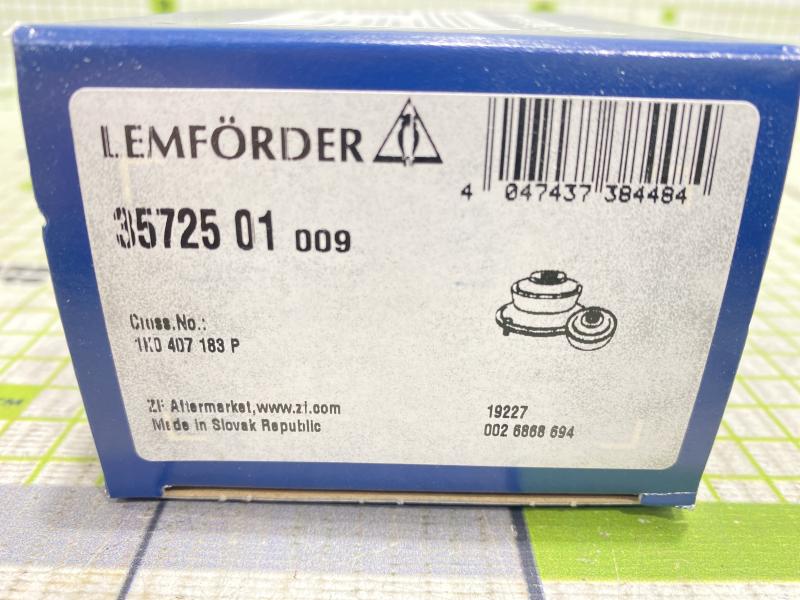 LEMFÖRDER
4 047437 384484
35725 01 009
Cross.No.:
1K0 407 183 P
ZF Aftermarket,www.zf.com
Made in Slovak Republic
19227
002 6868 694
CM